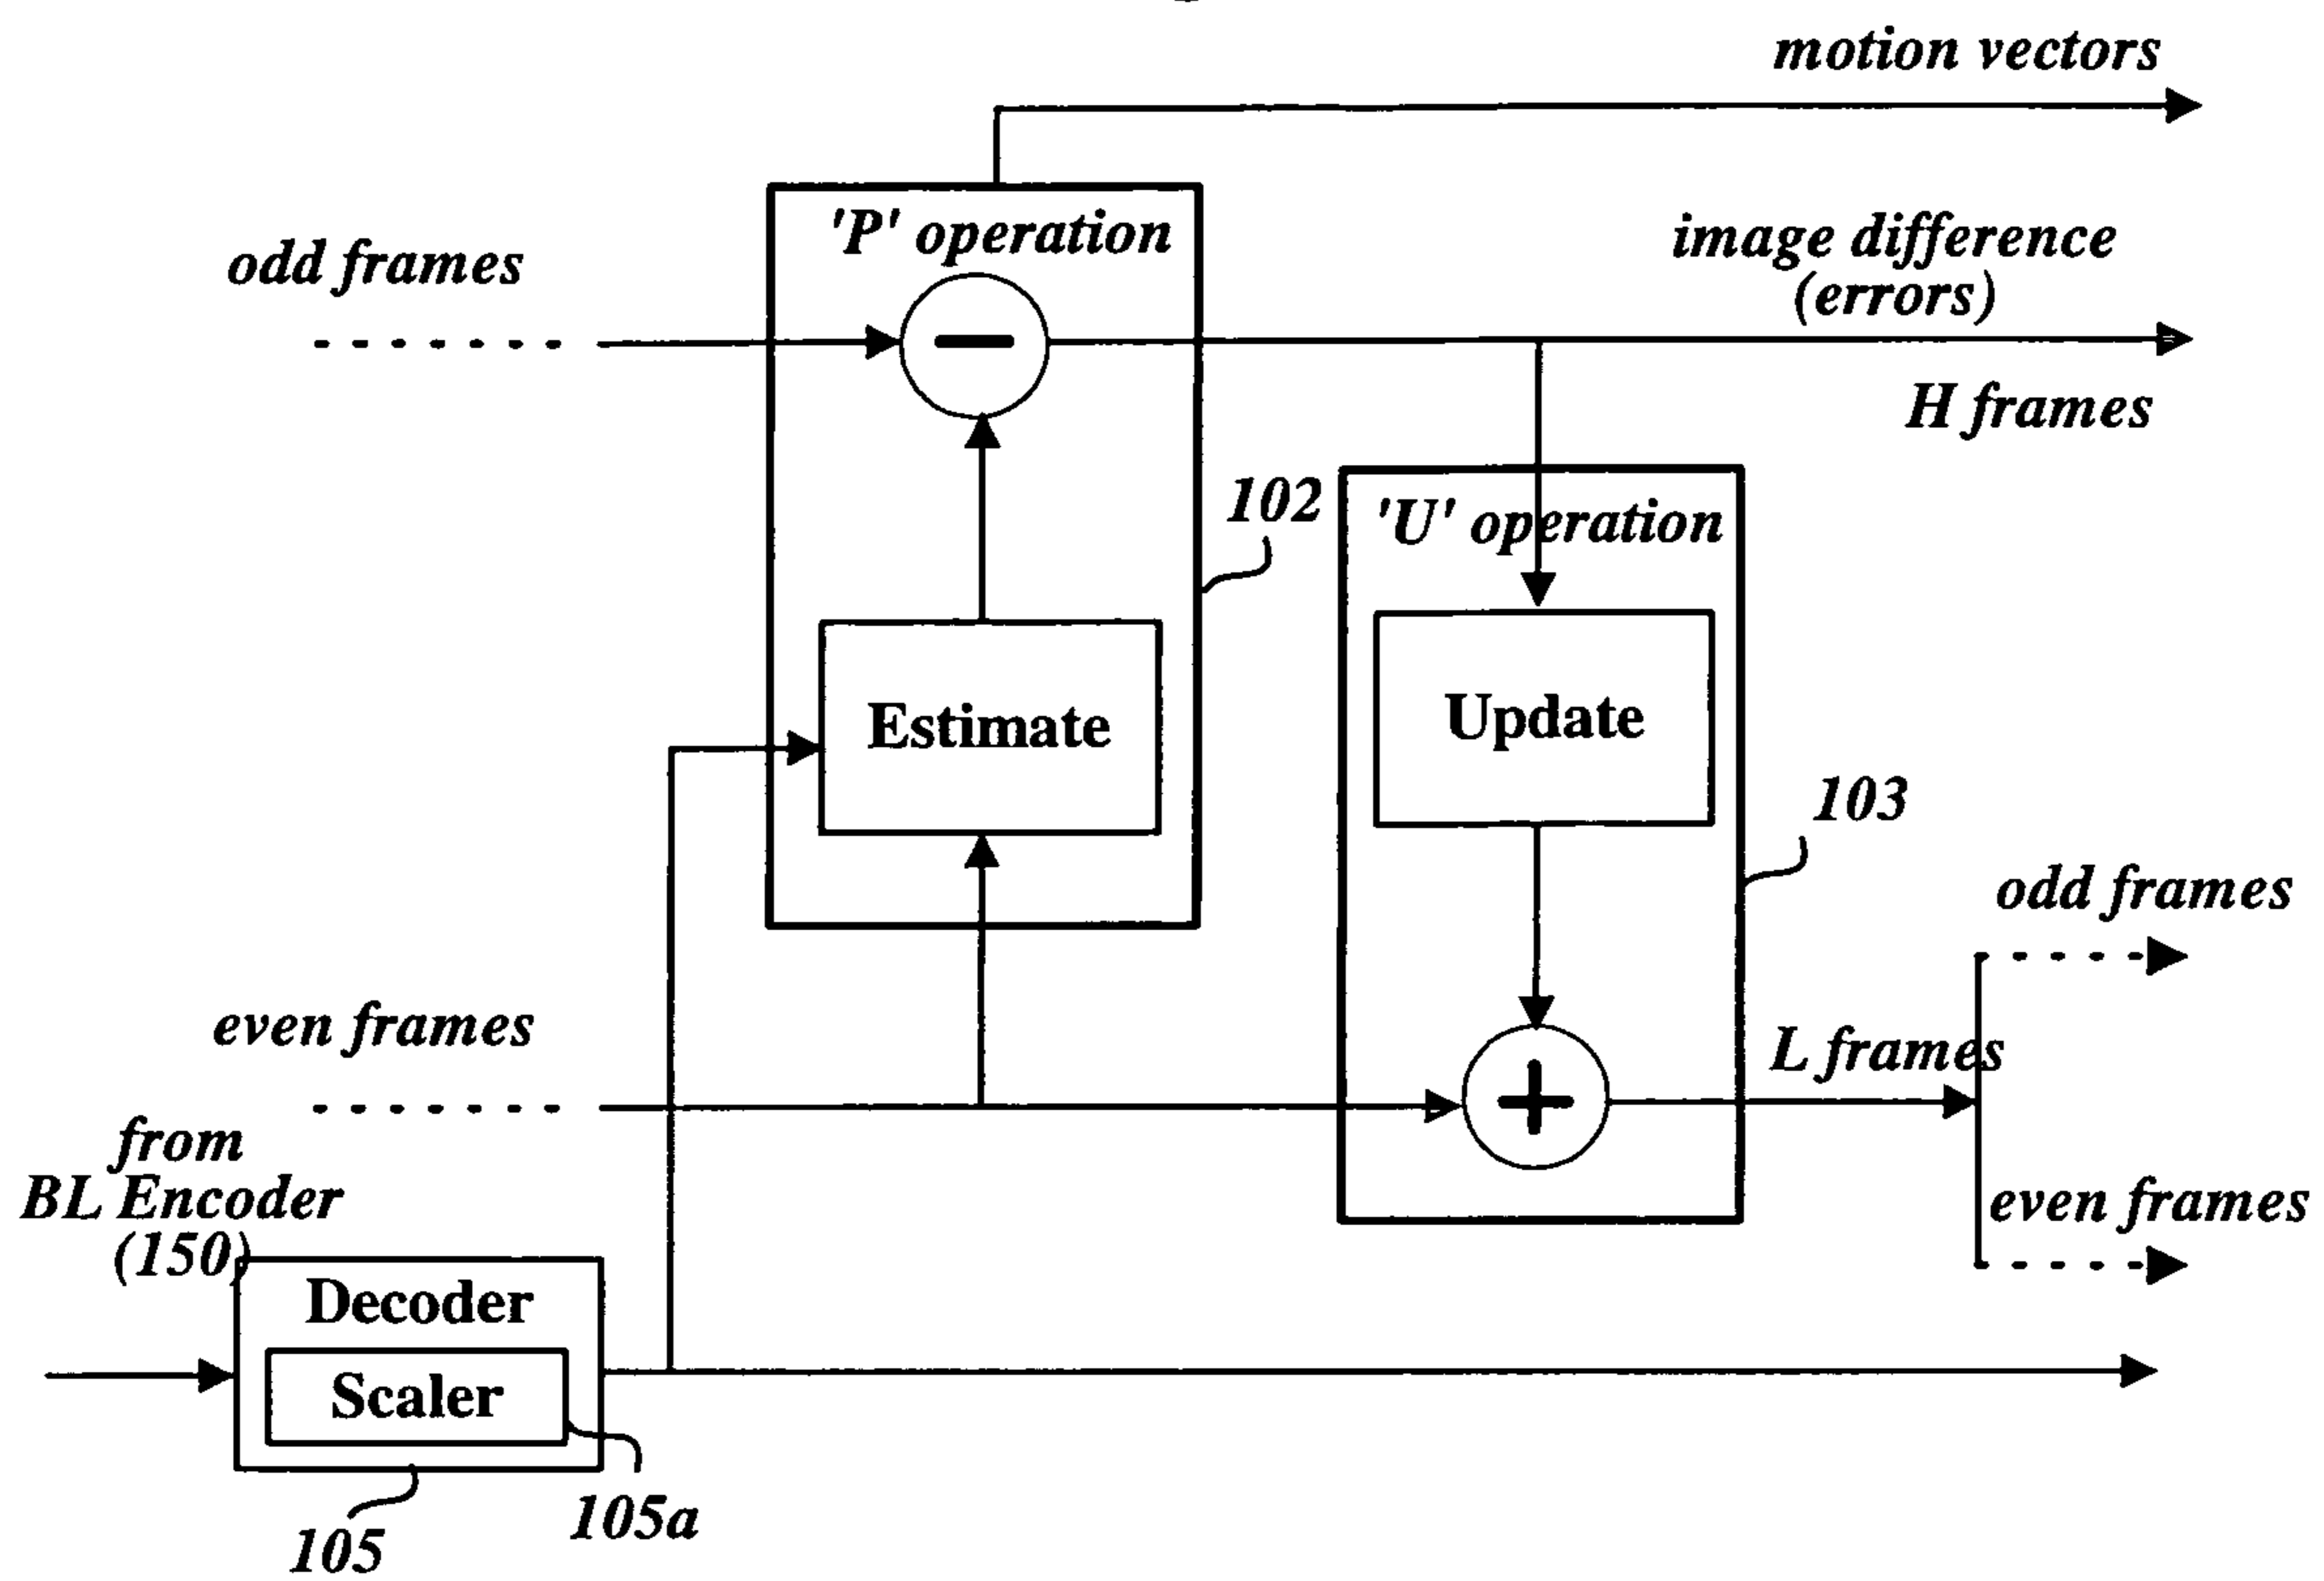 motion vectors
'P' operation
image difference
(errors)
odd frames
H frames
102
'U' operation
Estimate
Update
103
odd frames
even frames
L frames
from
BL Encoder
(150)
even frames
Decoder
Scaler
105
105a